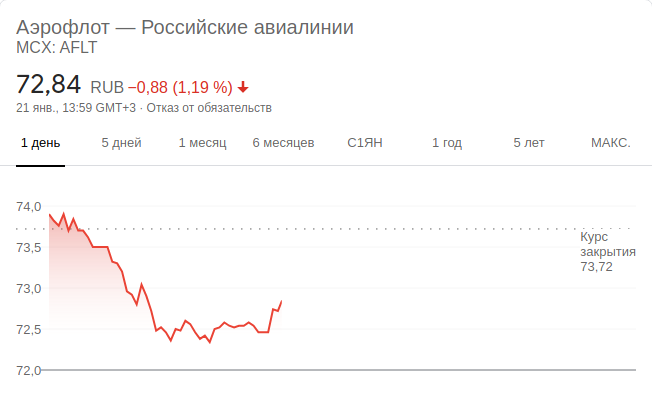 Аэрофлот — Российские авиалинии
MCX: AFLT
72,84 RUB −0,88 (1,19 %)
21 янв., 13:59 GMT+3 · Отказ от обязательств
1 день 5 дней 1 месяц 6 месяцев С1ЯН 1 год 5 лет МАКС.
74,0
Курс
73,5
закрытия
73,72
73,0
72,5
72,0